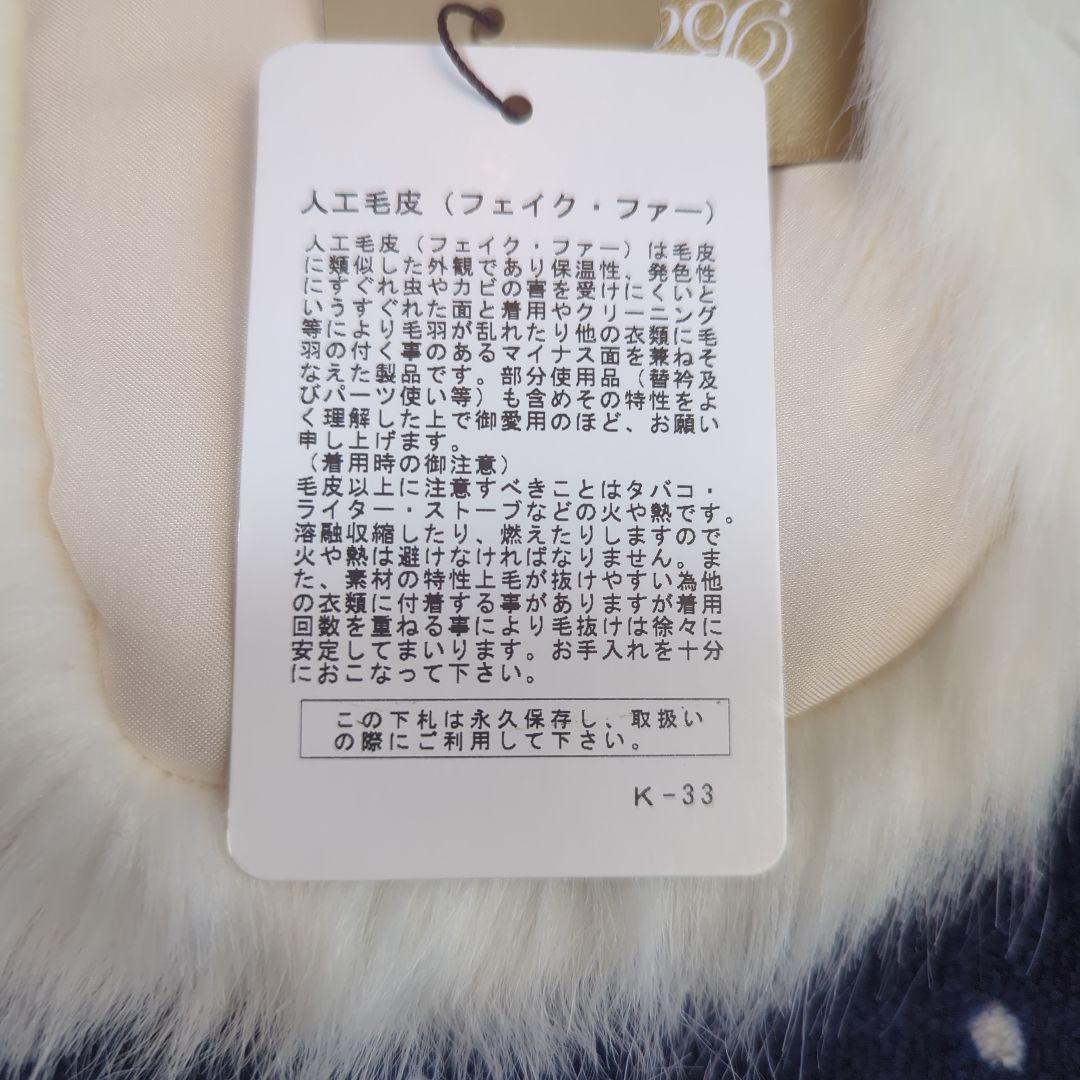 人工毛皮（フェイク・ファー）
人工毛皮（フェイク・ファー）は毛皮
に類似した外観であり保温性、発色性
にすぐれ虫やカビの害を受けにくいと
いうすぐれた面と着用やクリーニング
等により毛羽が乱れたり他の衣類に毛
羽の付く事のあるマイナス面を兼ねそ
なえた製品です。部分使用品（替衿及
びパーツ使い等）も含めその特性をよ
く理解した上で御愛用のほど、お願い
申し上げます。
（着用時の御注意）
毛皮以上に注意すべきことはタバコ・
ライター・ストーブなどの火や熱です。
溶融収縮したり、燃えたりしますので
火や熱は避けなければなりません。ま
た、素材の特性上毛が抜けやすい為他
の衣類に付着する事がありますが着用
回数を重ねる事により毛抜けは徐々に
安定してまいります。お手入れを十分
におこなって下さい。
この下札は永久保存し、取扱い
の際にご利用して下さい。
K-33